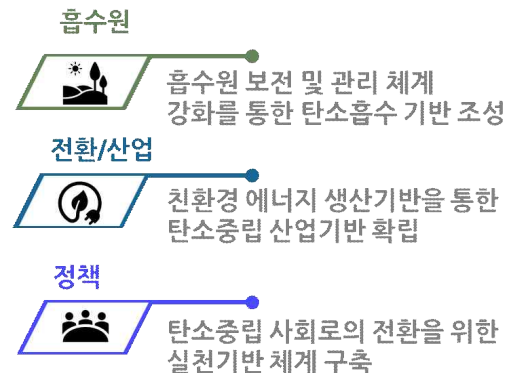 흡수원
흡수원 보전 및 관리 체계
강화를 통한 탄소흡수 기반 조성
전환/산업
친환경 에너지 생산기반을 통한
탄소중립 산업기반 확립
정책
탄소중립 사회로의 전환을 위한
실천기반 체계 구축